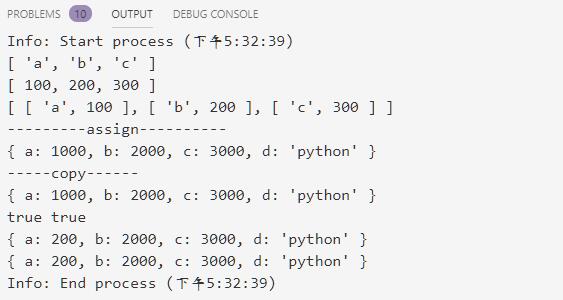 PROBLEMS 10 OUTPUT DEBUG CONSOLE
Info: Start process (下午5:32:39)
[ 'a', 'b', 'c' ]
[ 100, 200, 300 ]
[ [ 'a', 100 ], [ 'b', 200 ], [ 'c', 300 ] ]
---------assign----------
{ a: 1000, b: 2000, c: 3000, d: 'python' }
-----copy------
{ a: 1000, b: 2000, c: 3000, d: 'python' }
true true
{ a: 200, b: 2000, c: 3000, d: 'python' }
{ a: 200, b: 2000, c: 3000, d: 'python' }
Info: End process (下午5:32:39)